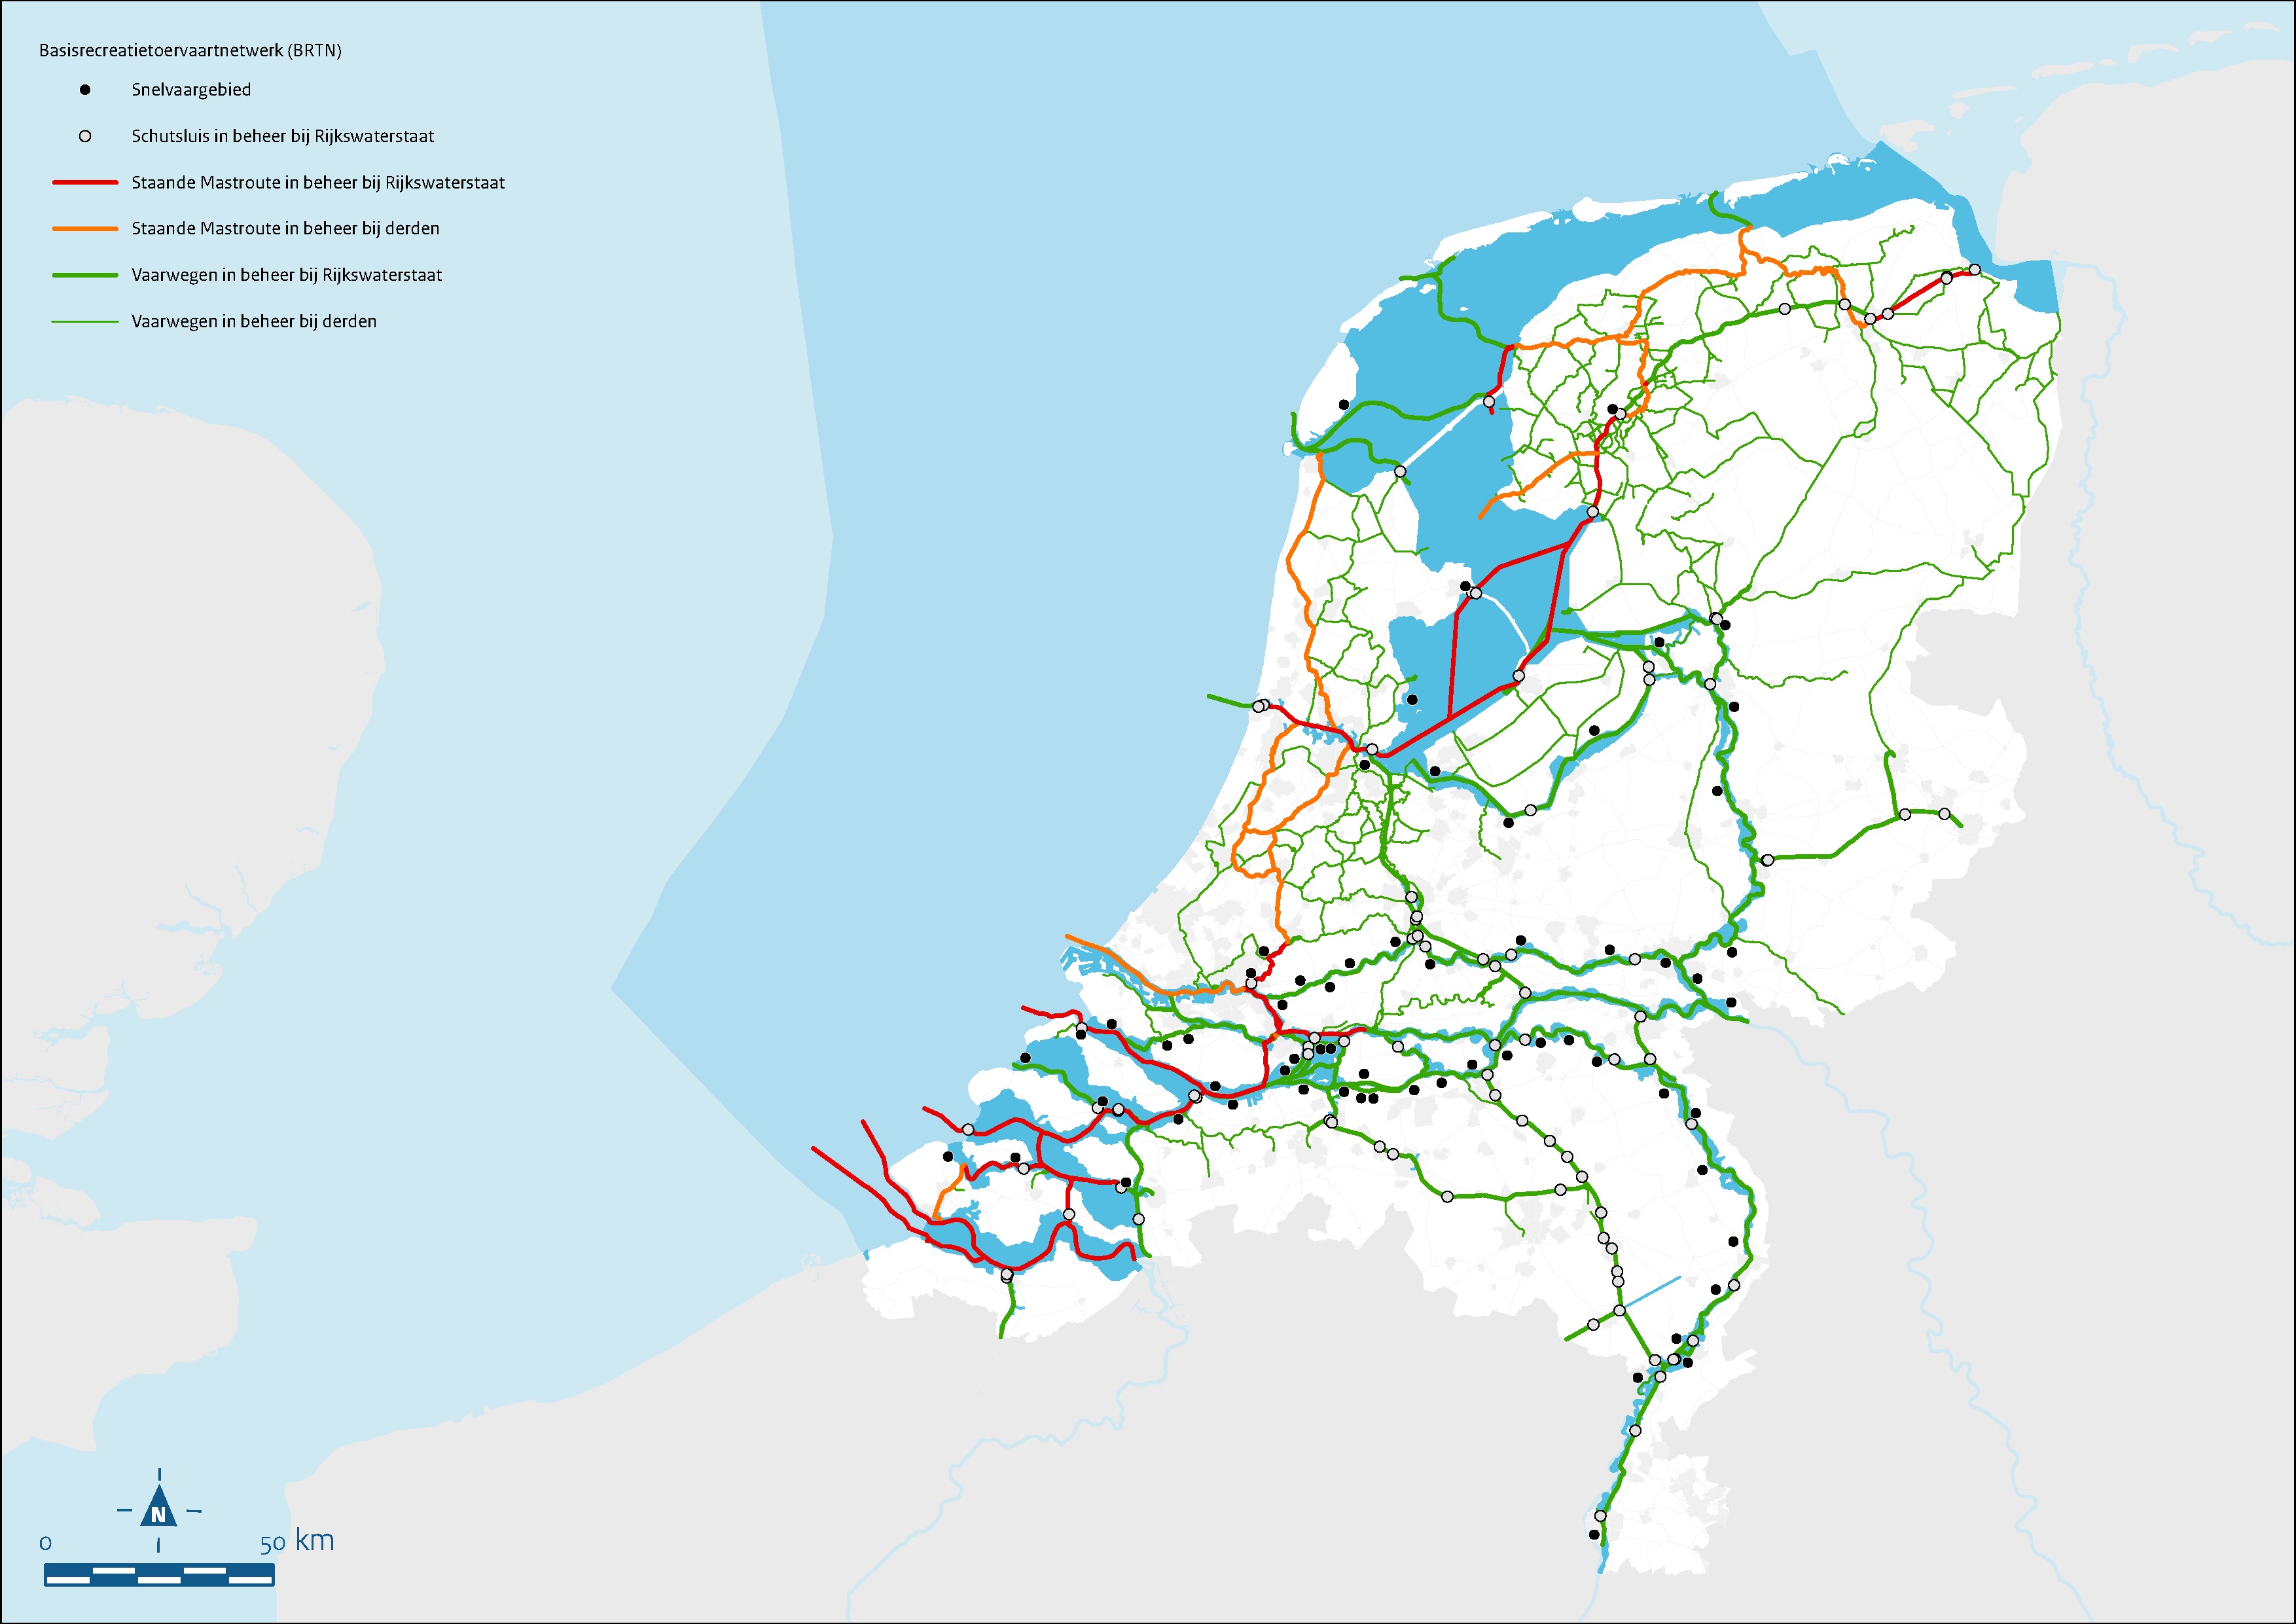 Basisrecreatietoervaartnetwerk (BRTN)
Snelvaargebied
Schutsluis in beheer bij Rijkswaterstaat
Staande Mastroute in beheer bij Rijkswaterstaat
Staande Mastroute in beheer bij derden
Vaarwegen in beheer bij Rijkswaterstaat
Vaarwegen in beheer bij derden
N
0 50 km